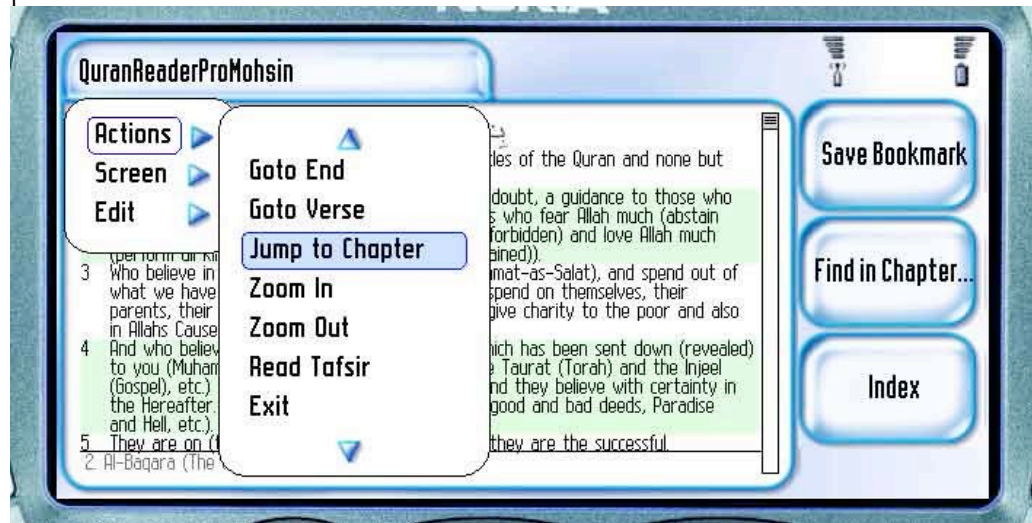 NOKIA
QuranReaderProMohsin
Actions
Screen
Edit
Goto End
Goto Verse
Jump to Chapter
Zoom In
Zoom Out
Read Tafsir
Exit
Save Bookmark
Find in Chapter...
Index
of the Quran and none but
doubt, a guidance to those who
who fear Allah much (abstain
forbidden) and love Allah much
3 Who believe in
mat-as-Salat), and spend out of
what we have
spend on themselves, their
parents, their
give charity to the poor and also
in Allahs Cause
4 And who believ
hich has been sent down (revealed)
to you (Muham
Taurat (Torah) and the Injeel
(Gospel), etc.)
nd they believe with certainty in
the Hereafter.
good and bad deeds, Paradise
and Hell, etc.).
5 They are on (t
they are the successful.
2. Al-Baqara (The